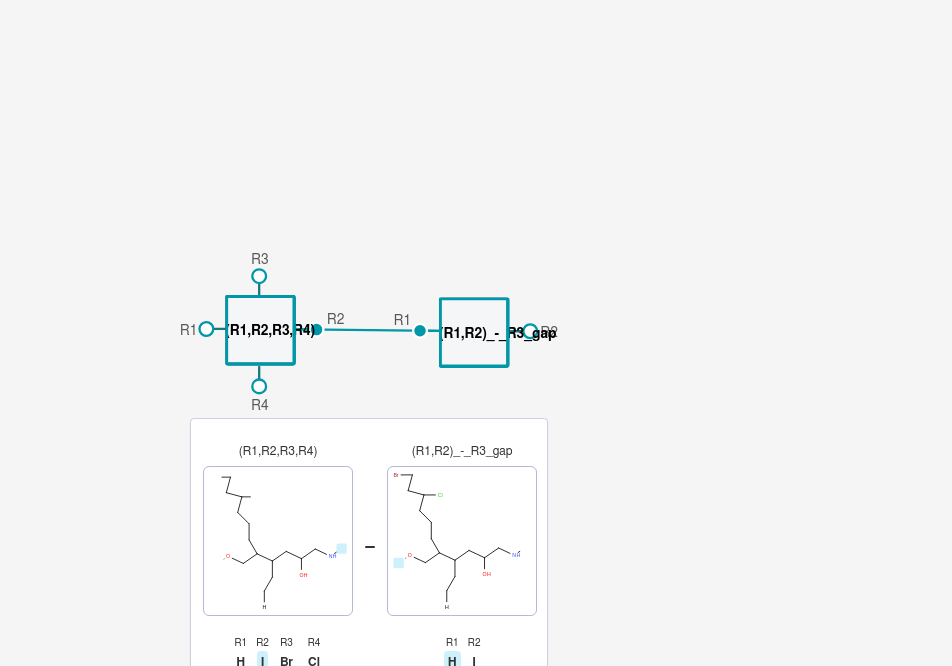 R3
R1
(R1,R2,R3,R4)
R2
R1
(R1,R2)_-_R3_gap
R2
R4
(R1,R2,R3,R4)
(R1,R2)_-_R3_gap
O
NH
OH
H
Br
Cl
O
NH
OH
H
R1 R2 R3 R4
H I Br Cl
R1 R2
H I